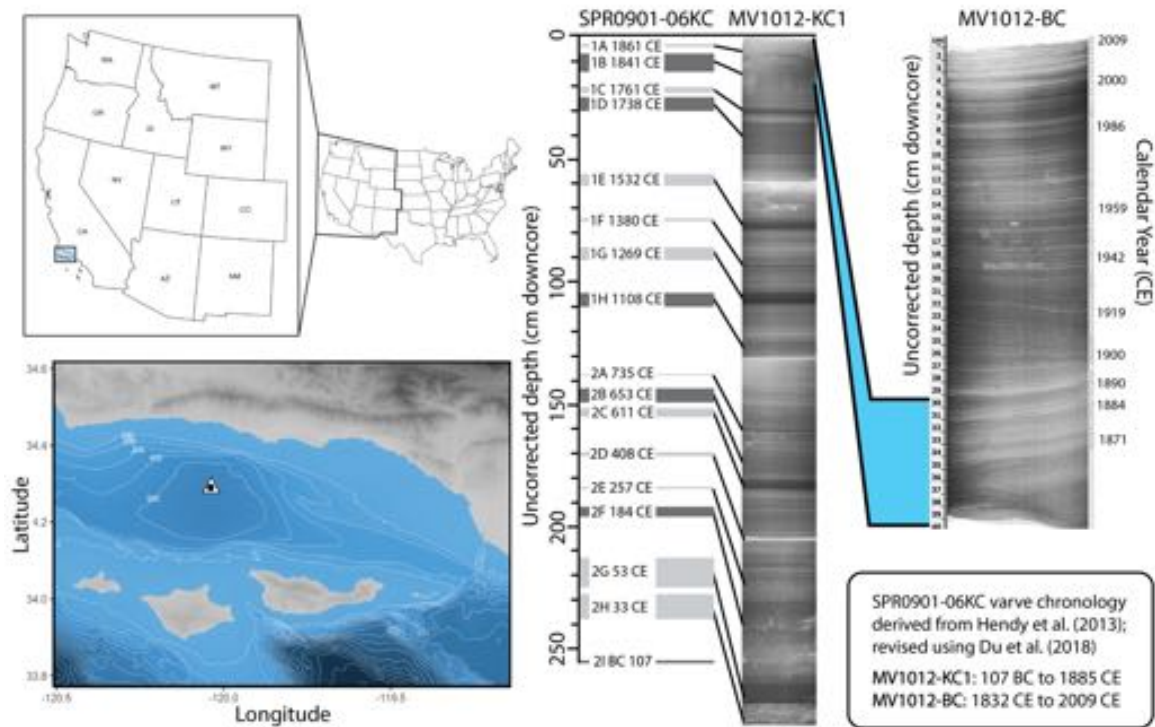 WA
OR
ID
MT
WY
NV
UT
CO
CA
AZ
NM
34.6
34.4
34.2
34.0
33.8
Latitude
-120.5
-120.0
-119.5
Longitude
SPR0901-06KC
MV1012-KC1
MV1012-BC
Uncorrected depth (cm downcore)
0
50
100
150
200
250
1A 1861 CE
1B 1841 CE
1C 1761 CE
1D 1738 CE
1E 1532 CE
1F 1380 CE
1G 1269 CE
1H 1108 CE
2A 735 CE
2B 653 CE
2C 611 CE
2D 408 CE
2E 257 CE
2F 184 CE
2G 53 CE
2H 33 CE
2I BC 107
Uncorrected depth (cm downcore)
2009
2000
1986
1959
1942
1919
1900
1890
1884
1871
Calendar Year (CE)
SPR0901-06KC varve chronology
derived from Hendy et al. (2013);
revised using Du et al. (2018)
MV1012-KC1: 107 BC to 1885 CE
MV1012-BC: 1832 CE to 2009 CE